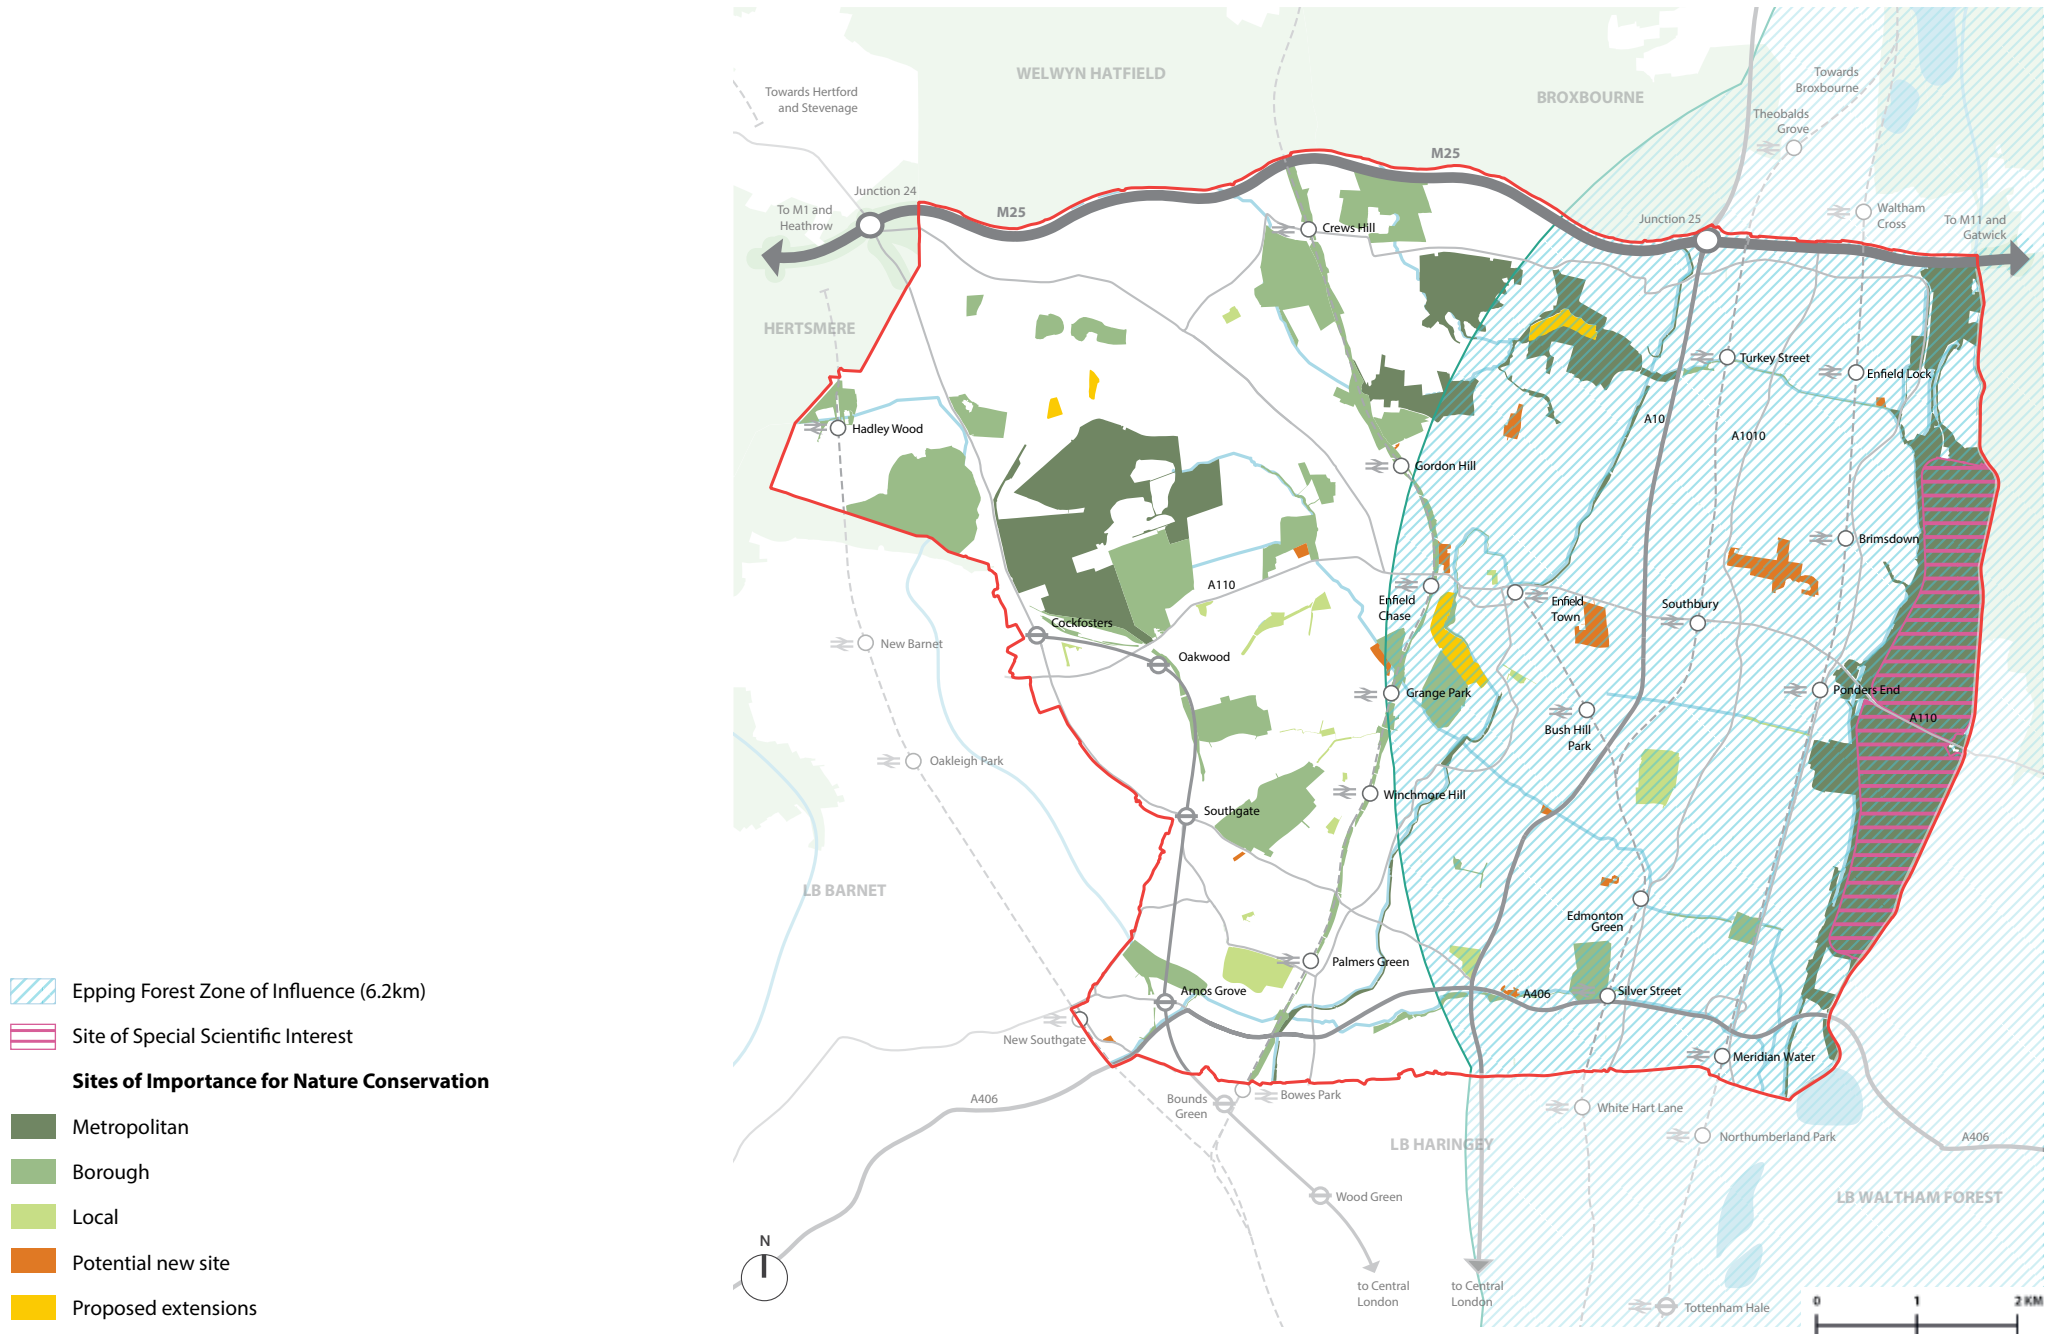 WELWYN HATFIELD
BROXBOURNE
Towards
Broxbourne
Towards Hertford
and Stevenage
Theobalds
Grove
M25
Junction 24
To M1 and
Heathrow
M25
Junction 25
Waltham
Cross
To M11 and
Gatwick
Crews Hill
HERTSMERE
Turkey Street
Enfield Lock
Hadley Wood
A10
A1010
Gordon Hill
Brimsdown
A110
Enfield
Chase
Enfield
Town
Southbury
Cockfosters
New Barnet
Oakwood
Grange Park
Ponders End
A110
Bush Hill
Park
Oakleigh Park
Winchmore Hill
Southgate
LB BARNET
Edmonton
Green
Palmers Green
Arnos Grove
A406
Silver Street
New Southgate
Meridian Water
A406
Bounds
Green
Bowes Park
White Hart Lane
Northumberland Park
A406
LB HARINGEY
Wood Green
LB WALTHAM FOREST
N
to Central
London
to Central
London
Tottenham Hale
0 1 2 KM
Epping Forest Zone of Influence (6.2km)
Site of Special Scientific Interest
Sites of Importance for Nature Conservation
Metropolitan
Borough
Local
Potential new site
Proposed extensions